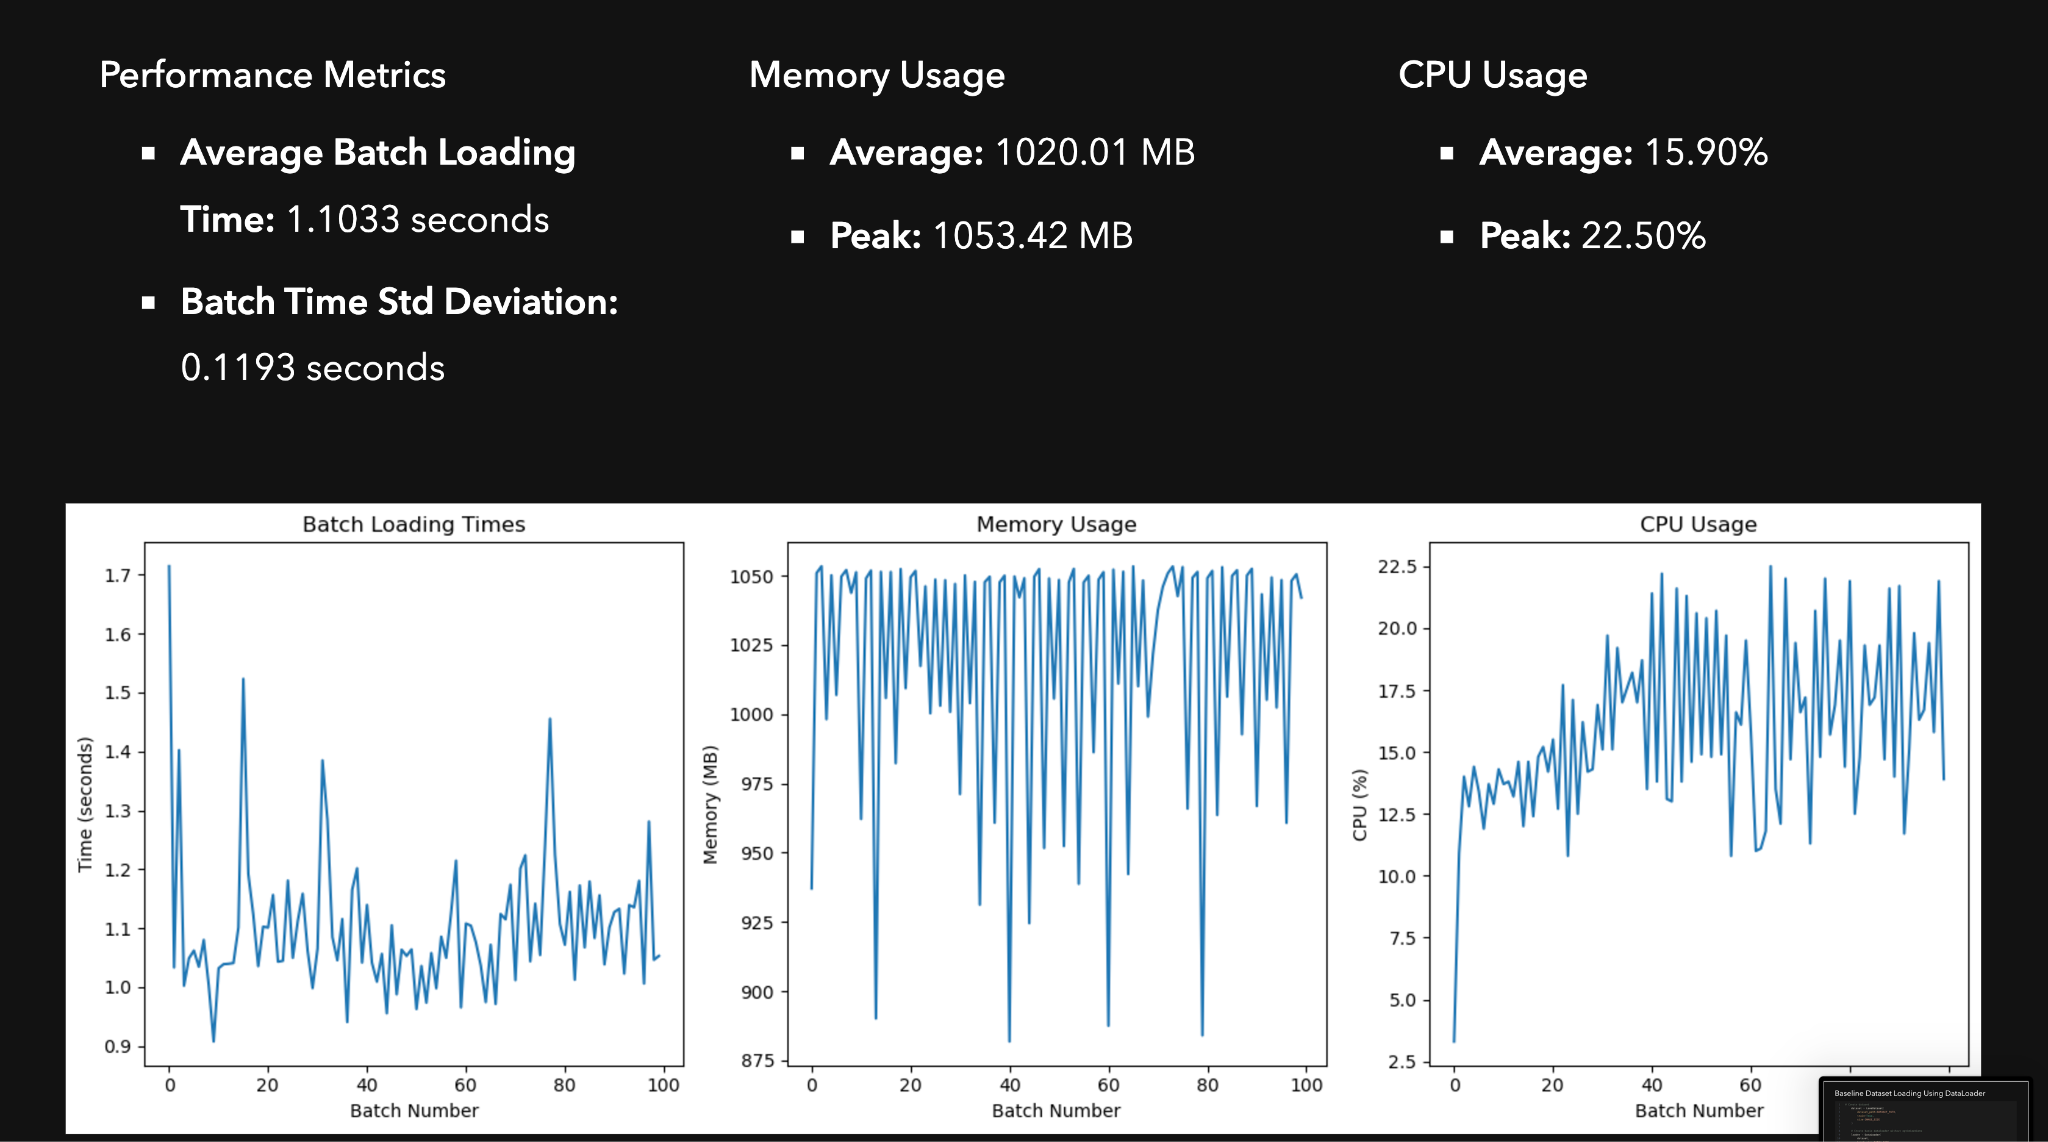 Performance Metrics
▪ Average Batch Loading
Time: 1.1033 seconds
▪ Batch Time Std Deviation:
0.1193 seconds
Memory Usage
▪ Average: 1020.01 MB
▪ Peak: 1053.42 MB
CPU Usage
▪ Average: 15.90%
▪ Peak: 22.50%
Batch Loading Times
Time (seconds)
1.7
1.6
1.5
1.4
1.3
1.2
1.1
1.0
0.9
0 20 40 60 80 100
Batch Number
Memory Usage
Memory (MB)
1050
1025
1000
975
950
925
900
875
0 20 40 60 80 100
Batch Number
CPU Usage
CPU (%)
22.5
20.0
17.5
15.0
12.5
10.0
7.5
5.0
2.5
0 20 40 60
Batch Number
Baseline Dataset Loading Using DataLoader